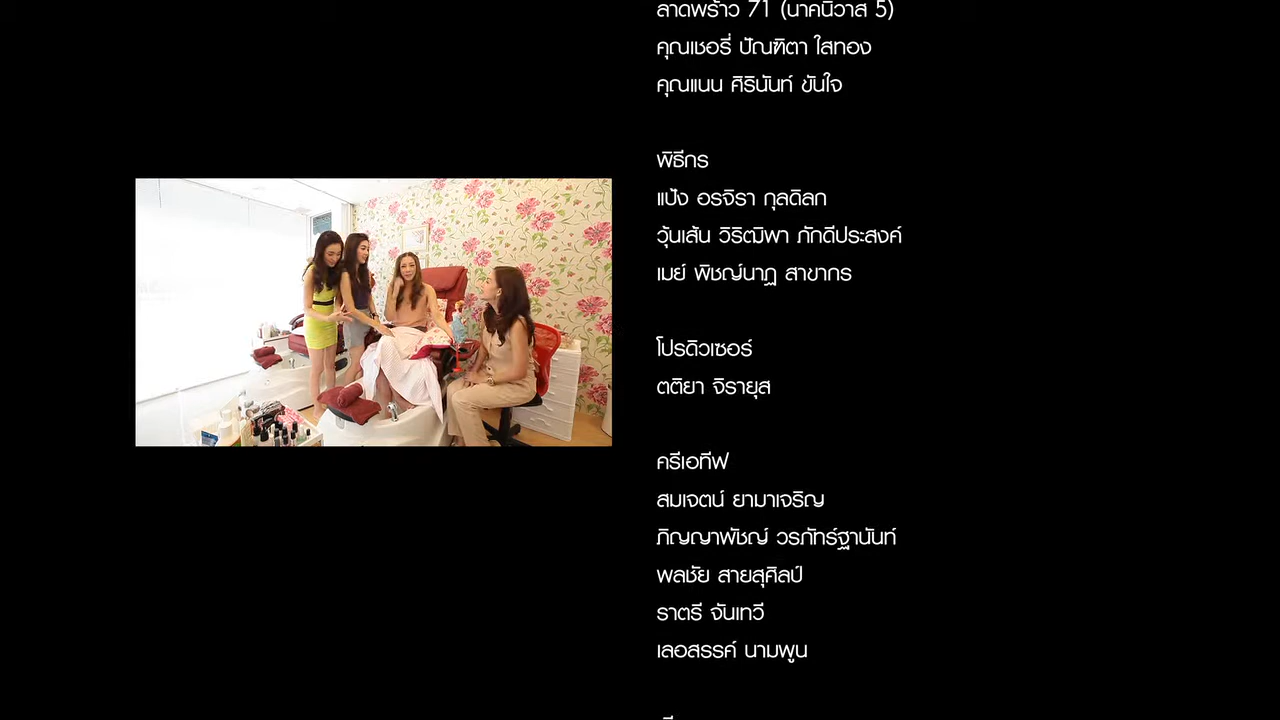 ลาดพร้าว 71 (นาคนิวาส 5)
คุณเชอรี่ ปัณฑิตา ใสทอง
คุณแนน ศิรินันท์ ขันใจ
พิธีกร
แป้ง อรจิรา กุลดิลก
วุ้นเส้น วิริฒิพา ภักดีประสงค์
เมย์ พิชญ์นาฏ สาขากร
โปรดิวเซอร์
ตติยา จิรายุส
ครีเอทีฟ
สมเจตน์ ยามาเจริญ
ภิญญาพัชญ์ วรภัทร์ฐานันท์
พลชัย สายสุศิลป์
ราตรี จันเทวี
เลอสรรค์ นามพูน